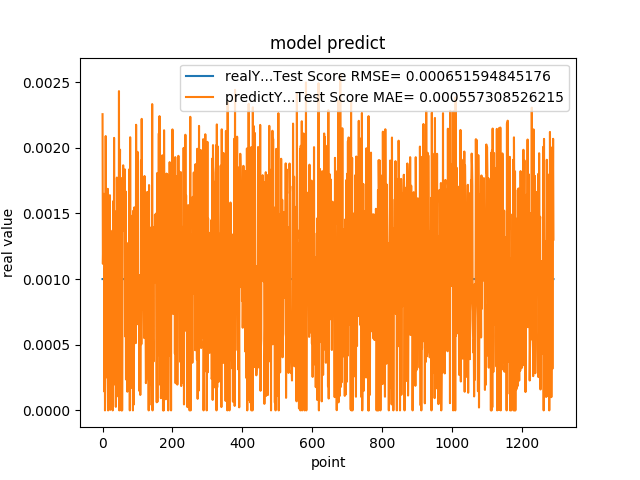 model predict
realY...Test Score RMSE= 0.000651594845176
predictY...Test Score MAE= 0.000557308526215
0.0025
0.0020
0.0015
0.0010
0.0005
0.0000
real value
0 200 400 600 800 1000 1200
point